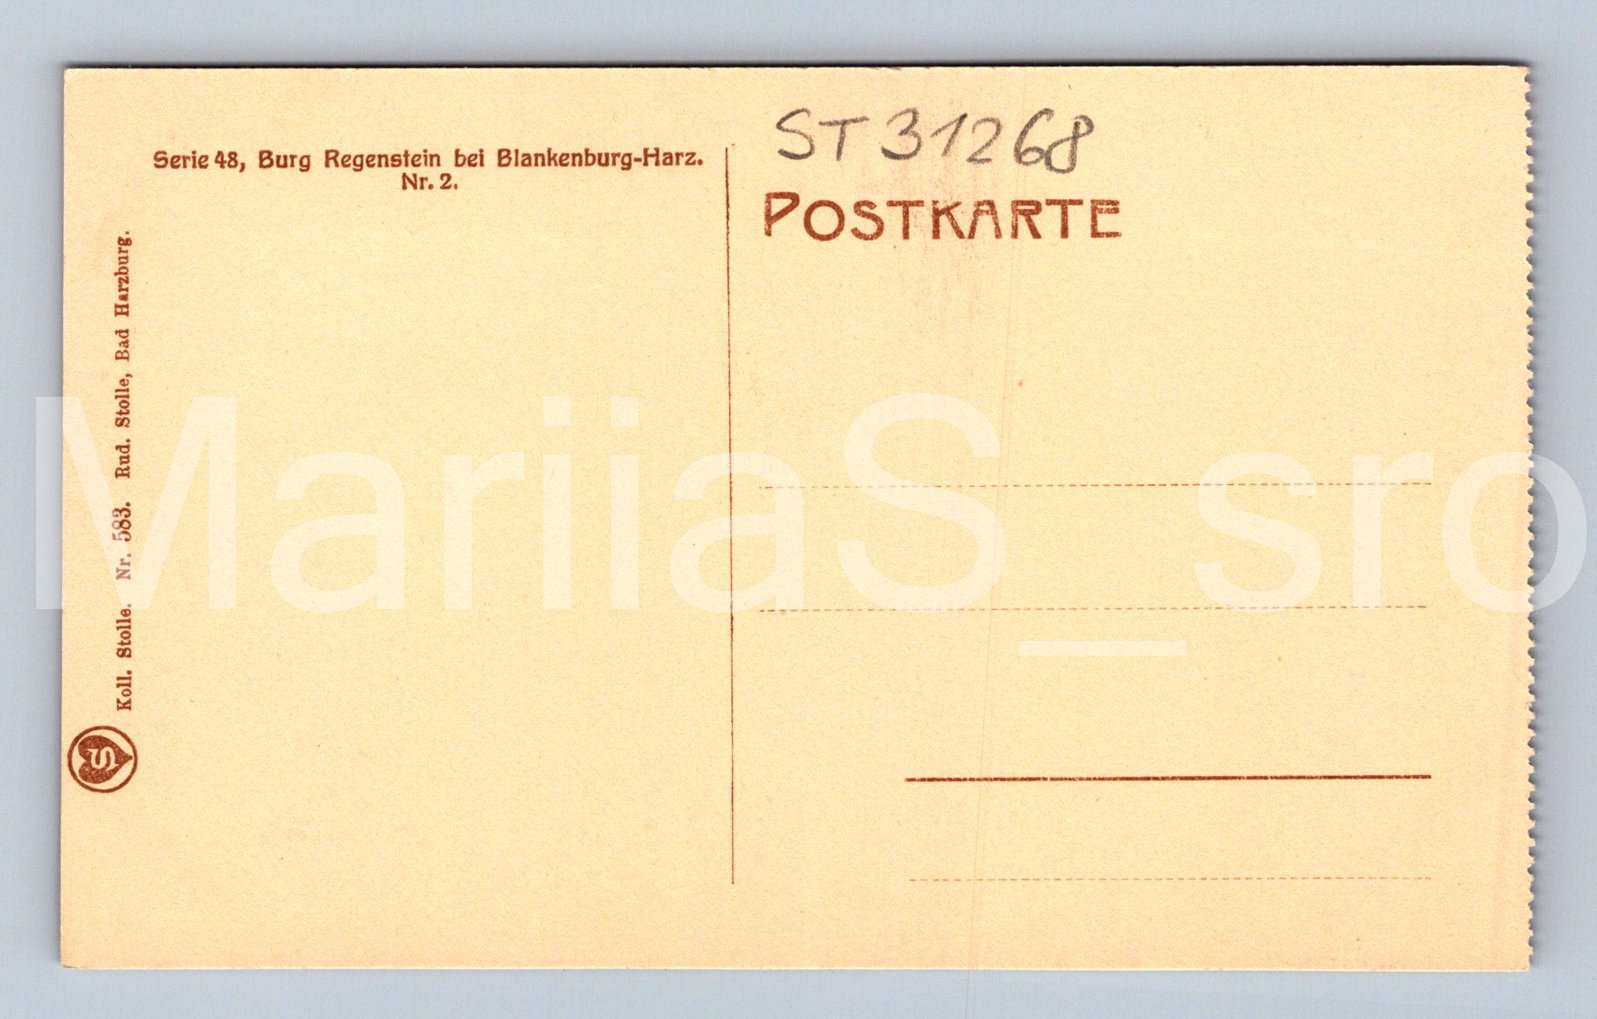 ST 31268
Serie 48, Burg Regenstein bei Blankenburg-Harz.
Nr. 2.
POSTKARTE
Koll. Stolle. Nr. 583. Rud. Stolle, Bad Harzburg.
S
MariiaS_sro